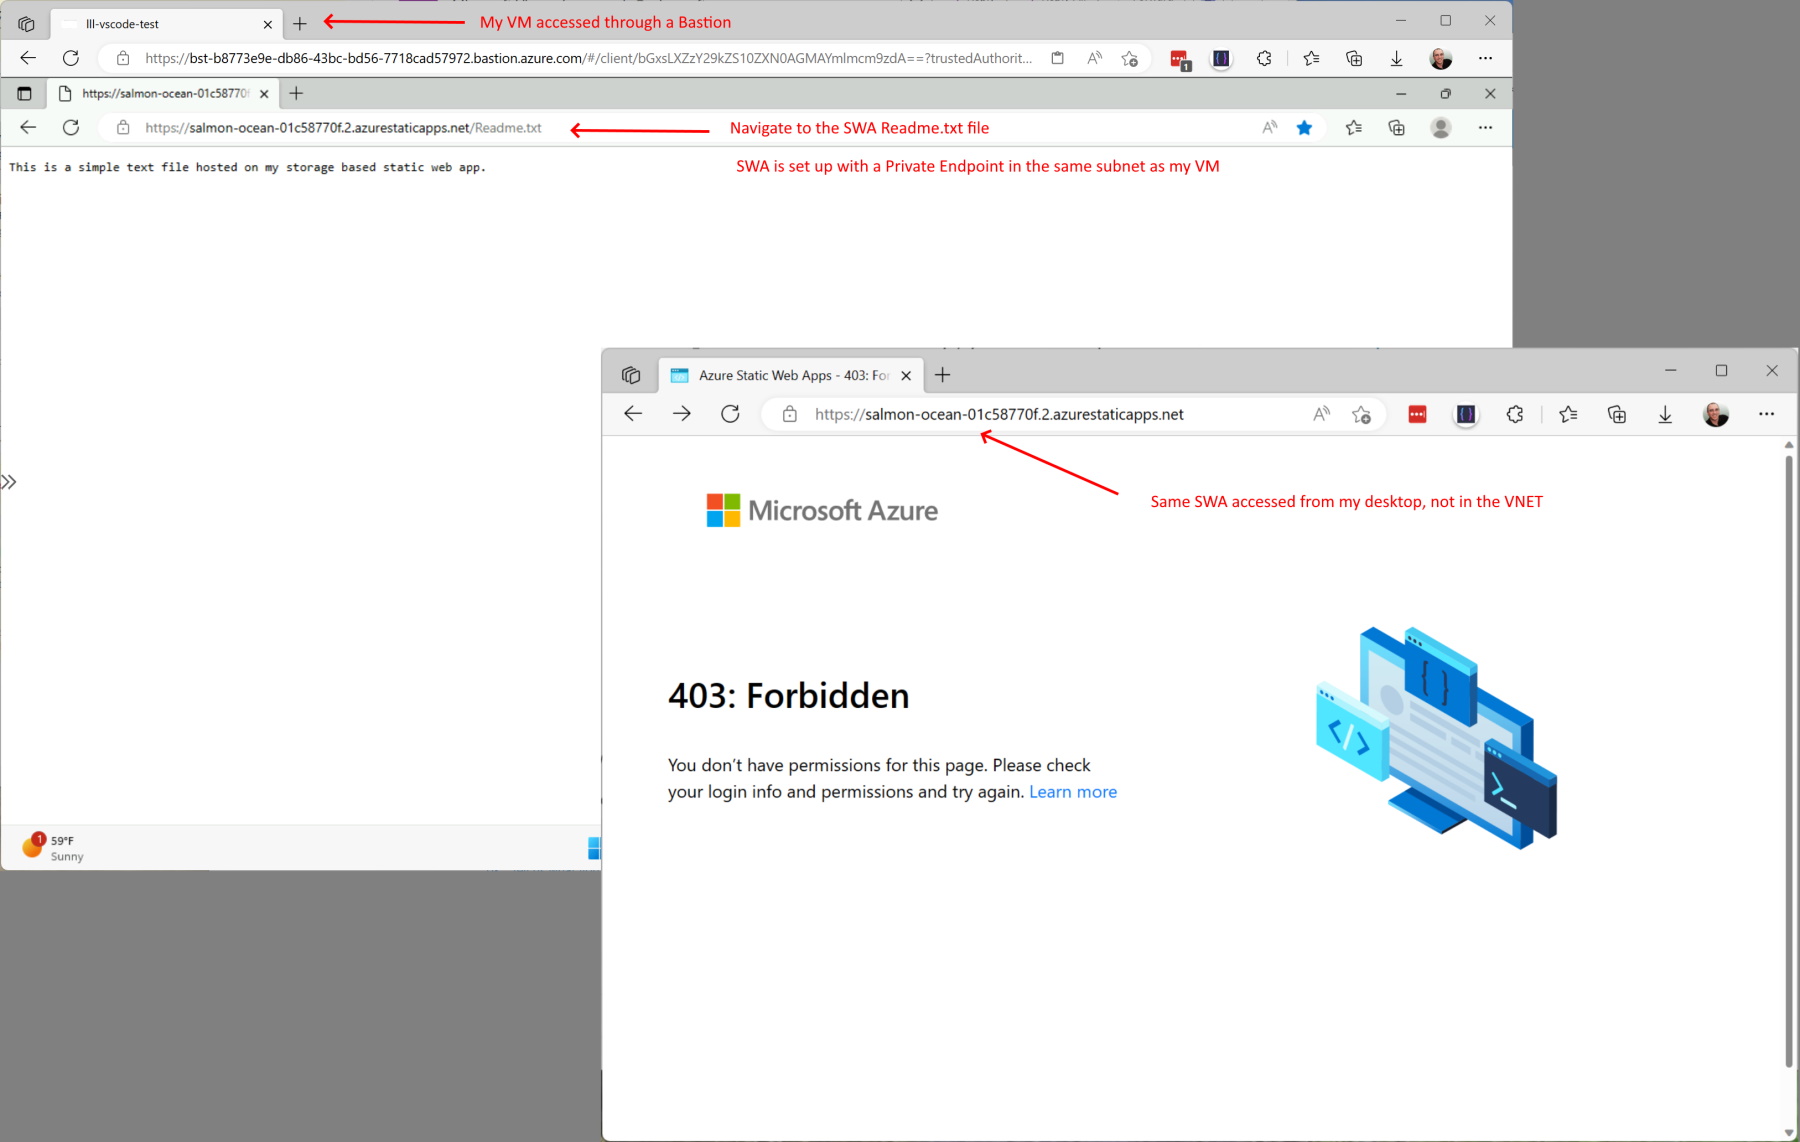 lll-vscode-test
My VM accessed through a Bastion
https://bst-b8773e9e-db86-43bc-bd56-7718cad57972.bastion.azure.com/#/client/bGxsLXZzY29kZS10ZXN0AGMAYmlmcm9zdA==?trustedAuthorit...
1
https://salmon-ocean-01c58770f
https://salmon-ocean-01c58770f.2.azurestaticapps.net/Readme.txt
Navigate to the SWA Readme.txt file
This is a simple text file hosted on my storage based static web app.
SWA is set up with a Private Endpoint in the same subnet as my VM
Azure Static Web Apps - 403: For
https://salmon-ocean-01c58770f.2.azurestaticapps.net
Same SWA accessed from my desktop, not in the VNET
Microsoft Azure
403: Forbidden
You don’t have permissions for this page. Please check
your login info and permissions and try again. Learn more
1
59°F
Sunny